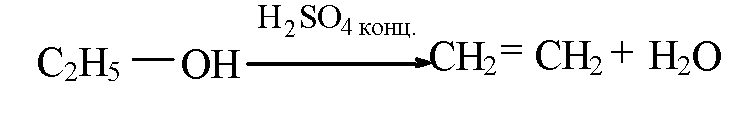 H₂SO₄ конц.
C₂H₅—OH → CH₂=CH₂+ H₂O